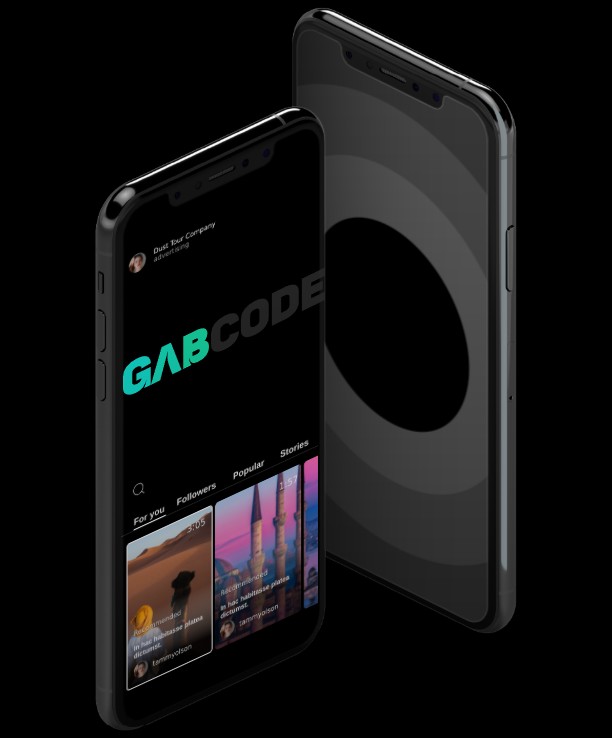 Dust Tour Company
advertising
GABCODE
For you
Followers
Popular
Stories
3:05
Recommended
In hac habitasse platea
dictumst.
tammyolson
1:57
Recommended
In hac habitasse platea
dictumst.
tammyolson